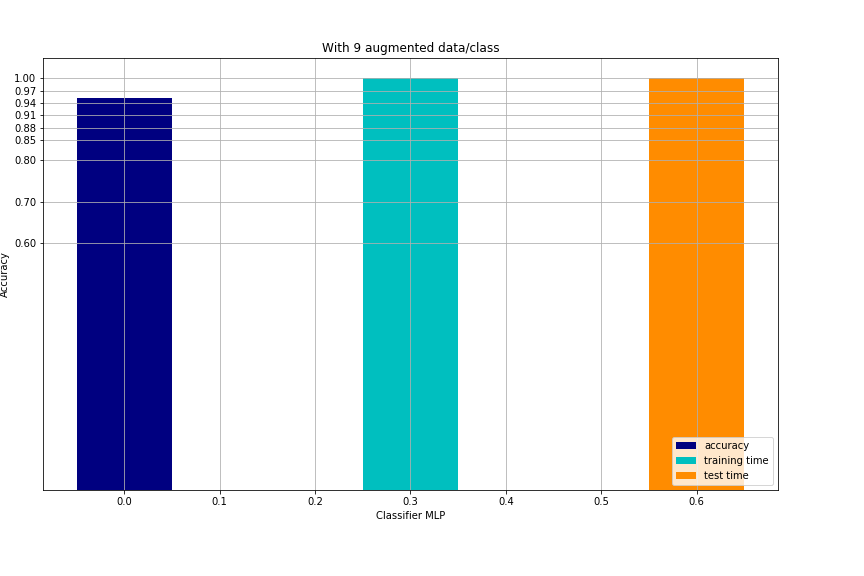 With 9 augmented data/class
1.00
0.97
0.94
0.91
0.88
0.85
0.80
0.70
0.60
Accuracy
accuracy
training time
test time
0.0 0.1 0.2 0.3 0.4 0.5 0.6
Classifier MLP